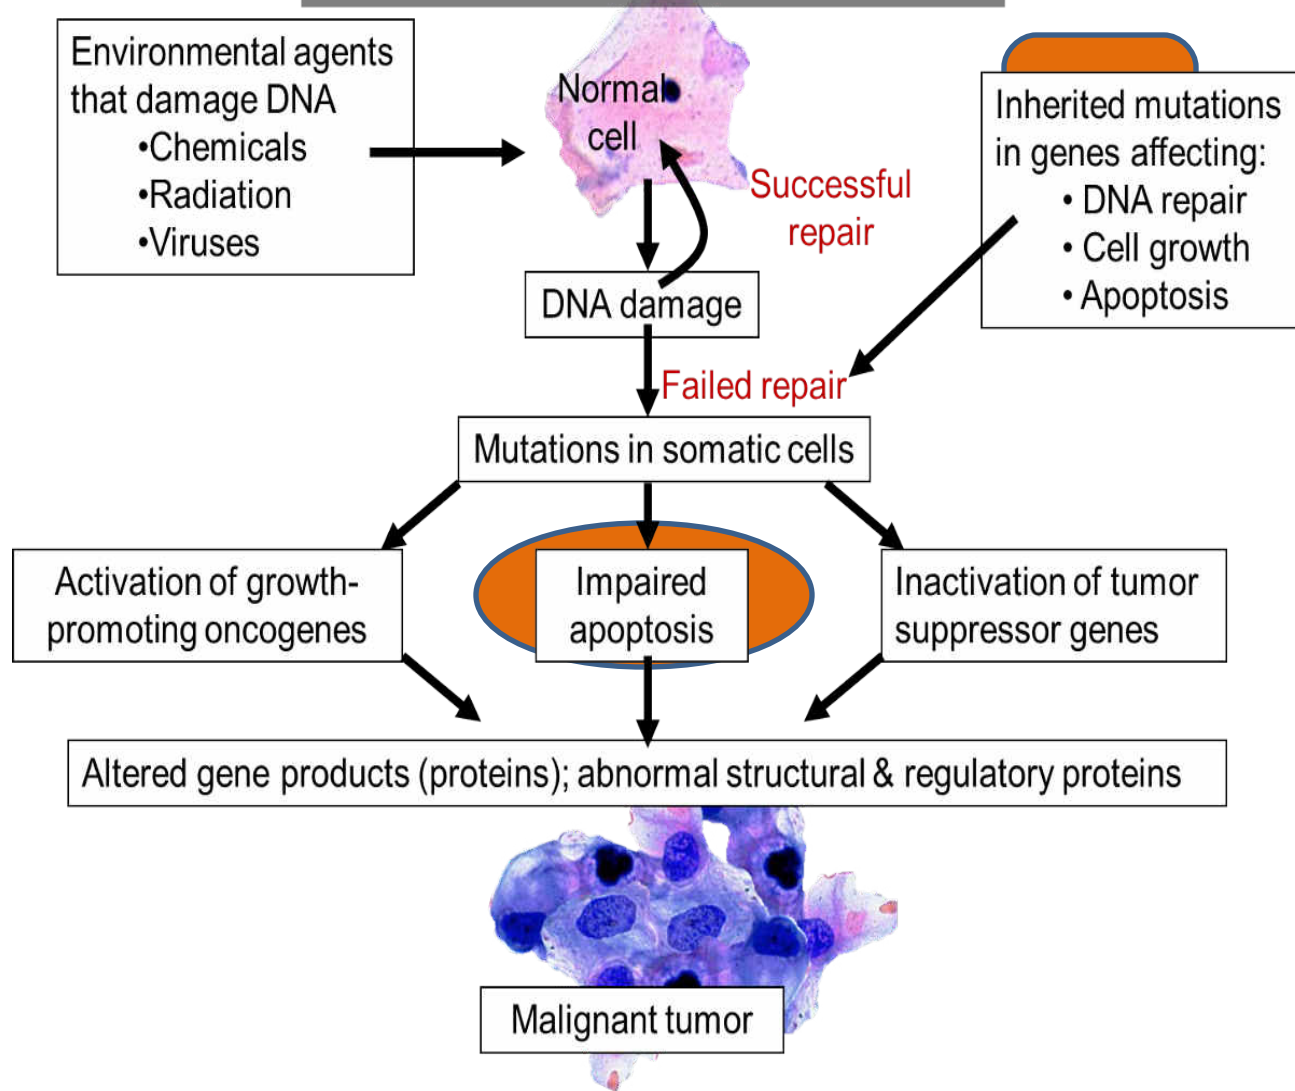 Environmental agents
that damage DNA
•Chemicals
•Radiation
•Viruses
Normal
cell
Successful
repair
Inherited mutations
in genes affecting:
• DNA repair
• Cell growth
• Apoptosis
DNA damage
Failed repair
Mutations in somatic cells
Activation of growth-
promoting oncogenes
Impaired
apoptosis
Inactivation of tumor
suppressor genes
Altered gene products (proteins); abnormal structural & regulatory proteins
Malignant tumor